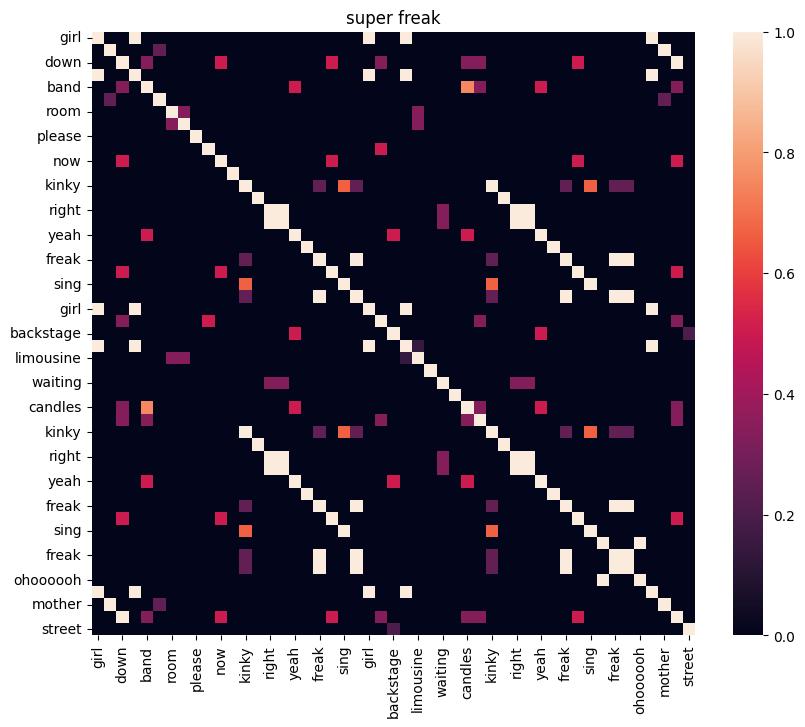 super freak
girl
down
band
room
please
now
kinky
right
yeah
freak
sing
girl
backstage
limousine
waiting
candles
kinky
right
yeah
freak
sing
freak
ohoooooh
mother
street
1.0
0.8
0.6
0.4
0.2
0.0
girl
down
band
room
please
now
kinky
right
yeah
freak
sing
girl
backstage
limousine
waiting
candles
kinky
right
yeah
freak
sing
freak
ohoooooh
mother
street